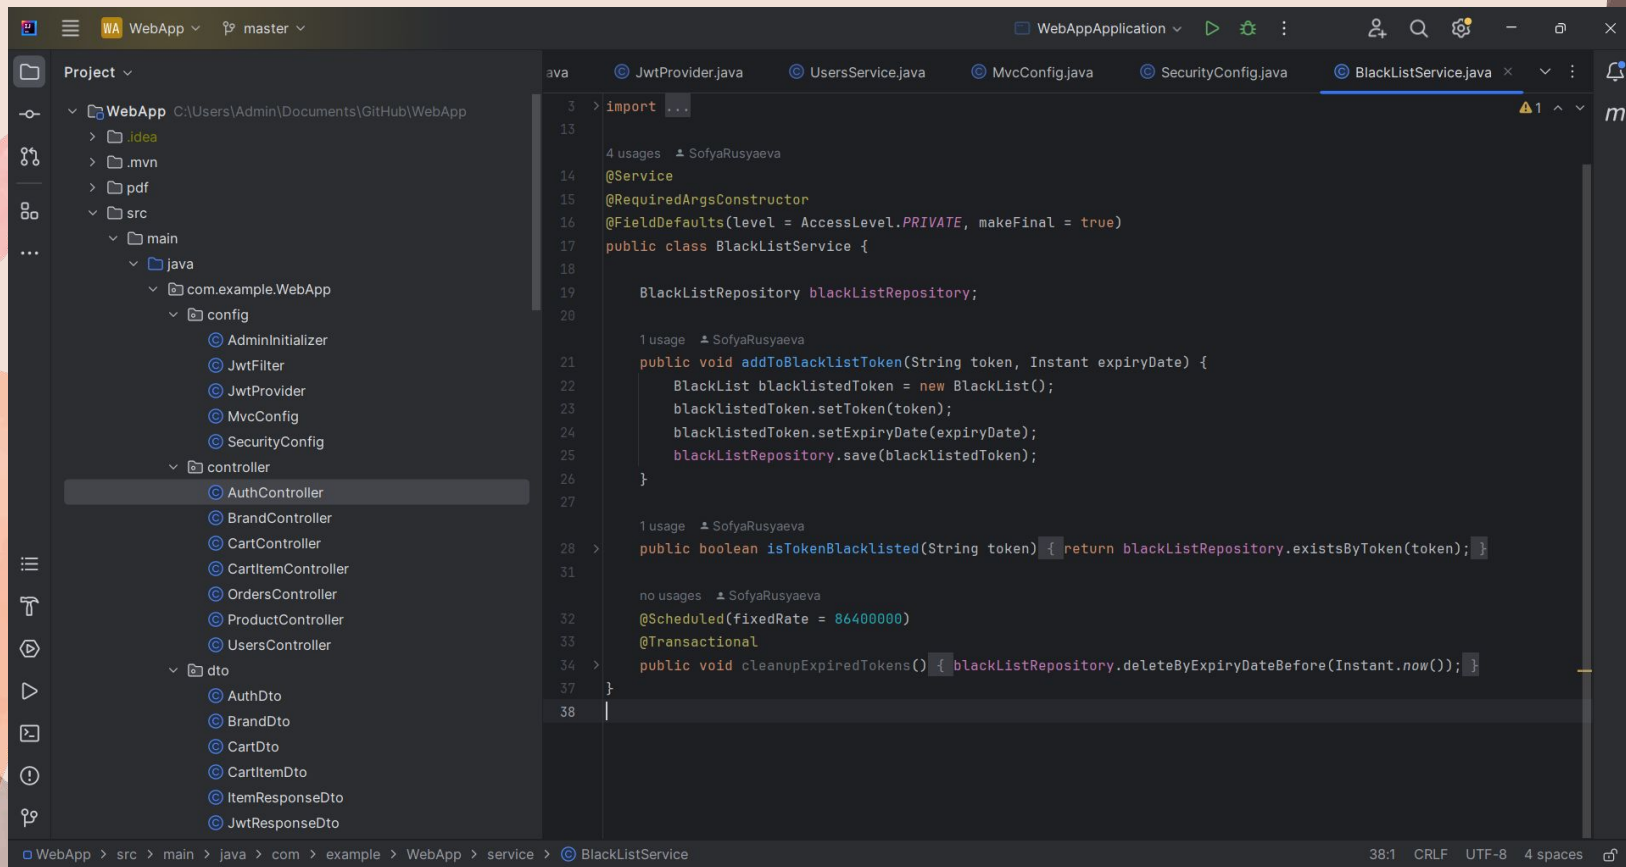 WA WebApp master WebAppApplication
Project
ava JwtProvider.java UsersService.java MvcConfig.java SecurityConfig.java BlackListService.java
WebApp C:\Users\Admin\Documents\GitHub\WebApp
.idea
.mvn
pdf
src
main
java
com.example.WebApp
config
AdminInitializer
JwtFilter
JwtProvider
MvcConfig
SecurityConfig
controller
AuthController
BrandController
CartController
CartItemController
OrdersController
ProductController
UsersController
dto
AuthDto
BrandDto
CartDto
CartItemDto
ItemResponseDto
JwtResponseDto
3 import ...
1
m
13
4 usages SofyaRusyaeva
14 @Service
15 @RequiredArgsConstructor
16 @FieldDefaults(level = AccessLevel.PRIVATE, makeFinal = true)
17 public class BlackListService {
18
19 BlackListRepository blackListRepository;
20
1 usage SofyaRusyaeva
21 public void addToBlacklistToken(String token, Instant expiryDate) {
22 BlackList blacklistedToken = new BlackList();
23 blacklistedToken.setToken(token);
24 blacklistedToken.setExpiryDate(expiryDate);
25 blackListRepository.save(blacklistedToken);
26 }
27
1 usage SofyaRusyaeva
28 public boolean isTokenBlacklisted(String token) { return blackListRepository.existsByToken(token); }
31
no usages SofyaRusyaeva
32 @Scheduled(fixedRate = 86400000)
33 @Transactional
34 public void cleanupExpiredTokens() { blackListRepository.deleteByExpiryDateBefore(Instant.now()); }
37 }
38
WebApp > src > main > java > com > example > WebApp > service > BlackListService
38:1 CRLF UTF-8 4 spaces